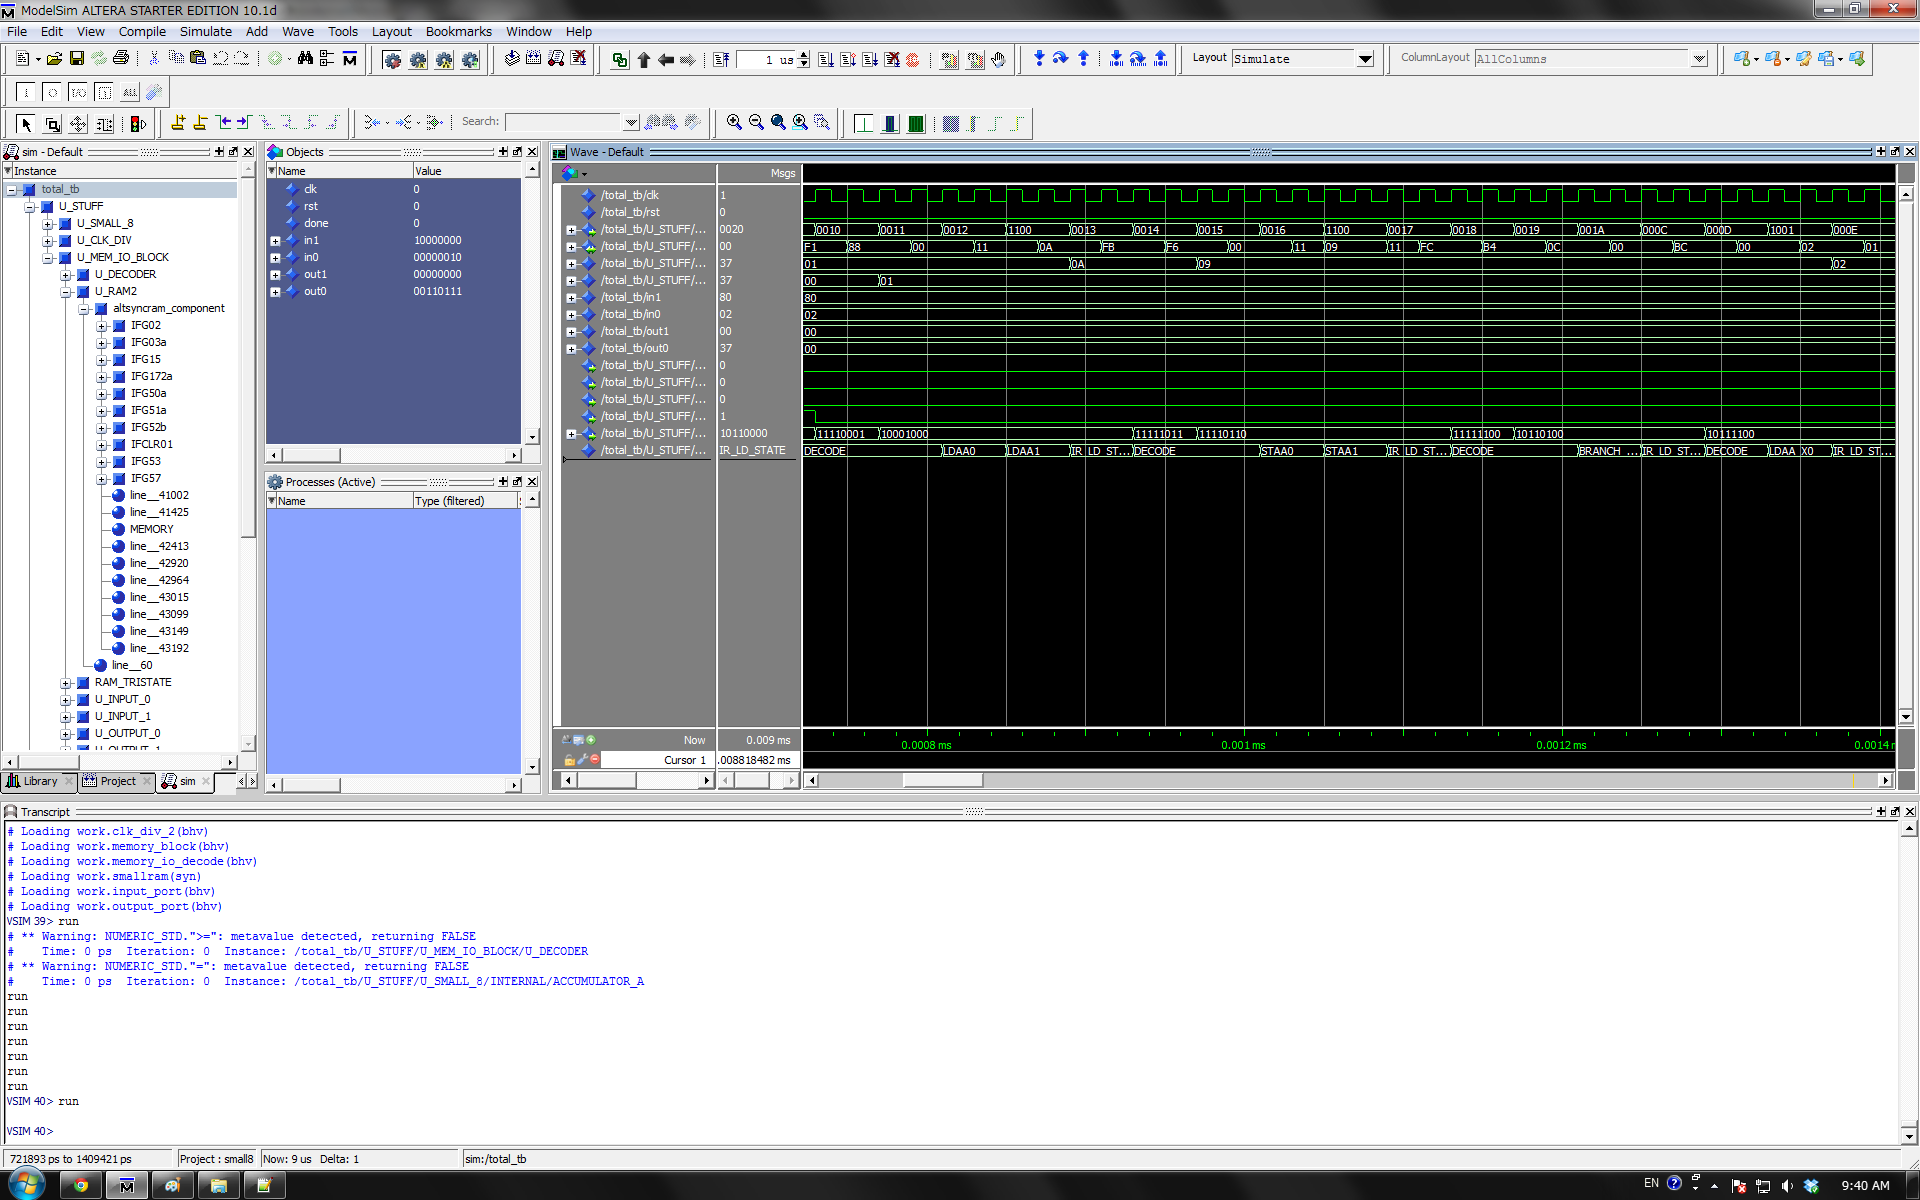 ModelSim ALTERA STARTER EDITION 10.1d
File Edit View Compile Simulate Add Wave Tools Layout Bookmarks Window Help
1 us
Layout Simulate
ColumnLayout AllColumns
Search:
sim - Default
Instance
total_tb
U_STUFF
U_SMALL_8
U_CLK_DIV
U_MEM_IO_BLOCK
U_DECODER
U_RAM2
altsyncram_component
IFG02
IFG03a
IFG15
IFG172a
IFG50a
IFG51a
IFG52b
IFCLR01
IFG53
IFG57
line__41002
line__41425
MEMORY
line__42413
line__42920
line__42964
line__43015
line__43099
line__43149
line__43192
line__60
RAM_TRISTATE
U_INPUT_0
U_INPUT_1
U_OUTPUT_0
U_OUTPUT_1
Library Project sim
Objects
Name Value
clk 0
rst 0
done 0
in1 10000000
in0 00000010
out1 00000000
out0 00110111
Processes (Active)
Name Type (filtered)
Wave - Default
Msgs
/total_tb/clk 1
/total_tb/rst 0
/total_tb/U_STUFF/... 0020 0010 0011 0012 1100 0013 0014 0015 0016 1100 0017 0018 0019 001A 000C 000D 1001 000E
/total_tb/U_STUFF/... 00 F1 88 00 11 0A FB F6 00 11 09 11 FC B4 0C 00 BC 00 02 01
/total_tb/U_STUFF/... 37 01 0A 09 02
/total_tb/U_STUFF/... 37 00 01
/total_tb/in1 80 80
/total_tb/in0 02 02
/total_tb/out1 00 00
/total_tb/out0 37 00
/total_tb/U_STUFF/... 0
/total_tb/U_STUFF/... 0
/total_tb/U_STUFF/... 0
/total_tb/U_STUFF/... 1
/total_tb/U_STUFF/... 10110000 11110001 10001000 11111011 11110110 11111100 10110100 10111100
/total_tb/U_STUFF/... IR_LD_STATE DECODE LDAA0 LDAA1 IR_LD_ST... DECODE STAA0 STAA1 IR_LD_ST... DECODE BRANCH_... IR_LD_ST... DECODE LDAA_X0 IR_LD_ST...
Now 0.009 ms 0.0008 ms 0.001 ms 0.0012 ms 0.0014
Cursor 1 .008818482 ms
Transcript
# Loading work.clk_div_2(bhv)
# Loading work.memory_block(bhv)
# Loading work.memory_io_decode(bhv)
# Loading work.smallram(syn)
# Loading work.input_port(bhv)
# Loading work.output_port(bhv)
VSIM 39> run
# ** Warning: NUMERIC_STD.">=": metavalue detected, returning FALSE
#    Time: 0 ps  Iteration: 0  Instance: /total_tb/U_STUFF/U_MEM_IO_BLOCK/U_DECODER
# ** Warning: NUMERIC_STD."=": metavalue detected, returning FALSE
#    Time: 0 ps  Iteration: 0  Instance: /total_tb/U_STUFF/U_SMALL_8/INTERNAL/ACCUMULATOR_A
run
run
run
run
run
run
run
VSIM 40> run
VSIM 40>
721893 ps to 1409421 ps Project : small8 Now: 9 us Delta: 1 sim:/total_tb
EN 9:40 AM